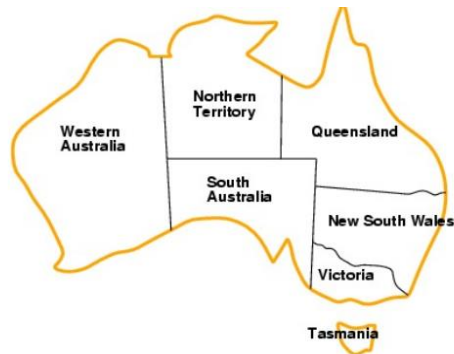 Northern
Territory
Western
Australia
Queensland
South
Australia
New South Wales
Victoria
Tasmania